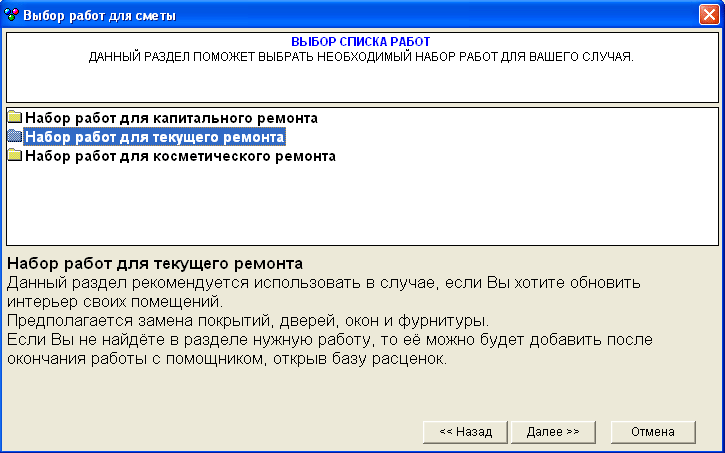 Выбор работ для сметы
ВЫБОР СПИСКА РАБОТ
ДАННЫЙ РАЗДЕЛ ПОМОЖЕТ ВЫБРАТЬ НЕОБХОДИМЫЙ НАБОР РАБОТ ДЛЯ ВАШЕГО СЛУЧАЯ.
Набор работ для капитального ремонта
Набор работ для текущего ремонта
Набор работ для косметического ремонта
Набор работ для текущего ремонта
Данный раздел рекомендуется использовать в случае, если Вы хотите обновить
интерьер своих помещений.
Предполагается замена покрытий, дверей, окон и фурнитуры.
Если Вы не найдёте в разделе нужную работу, то её можно будет добавить после
окончания работы с помощником, открыв базу расценок.
<< Назад
Далее >>
Отмена